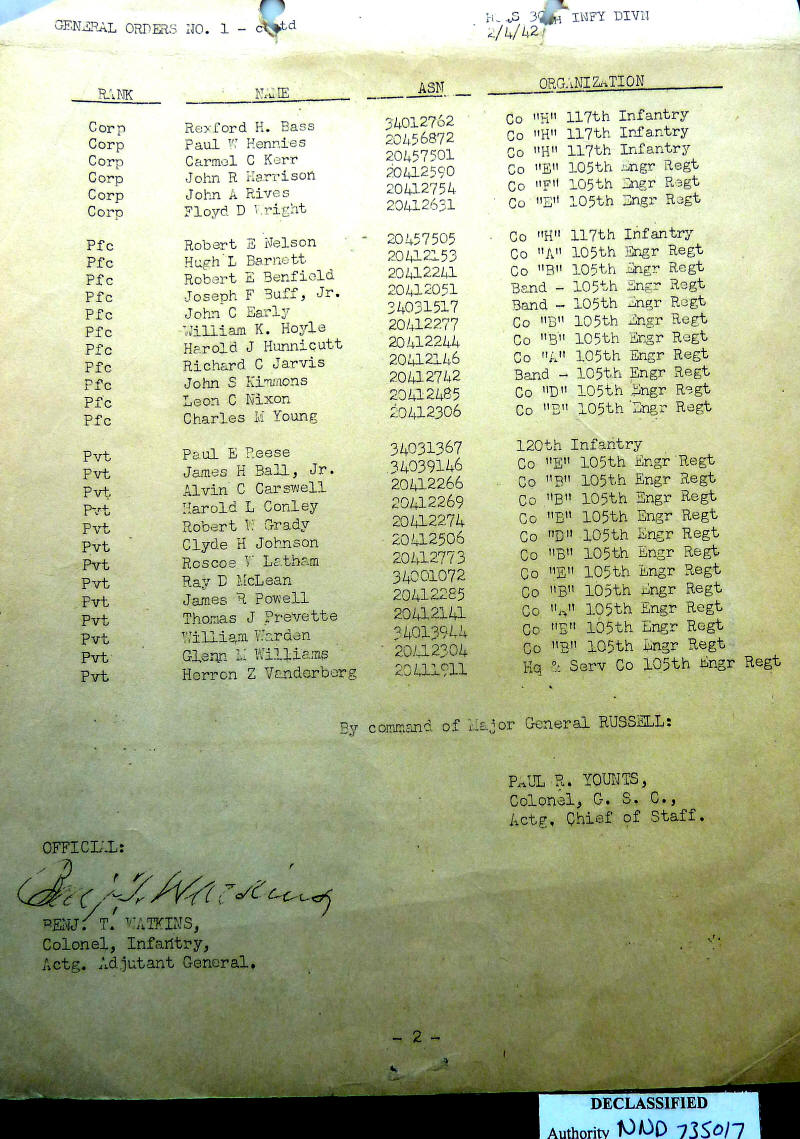 GENERAL ORDERS NO. 1 - contd
HQS 30TH INFY DIVN
2/4/42
RANK NAME ASN ORGANIZATION
Corp Rexford H. Bass 34012762 Co "H" 117th Infantry
Corp Paul W Hennies 20456872 Co "H" 117th Infantry
Corp Carmel C Kerr 20457501 Co "H" 117th Infantry
Corp John R Harrison 20412590 Co "E" 105th Engr Regt
Corp John A Rives 20412754 Co "F" 105th Engr Regt
Corp Floyd D Wright 20412631 Co "E" 105th Engr Regt
Pfc Robert E Nelson - 20457505 Co "H" 117th Infantry
Pfc Hugh L Barnett 20412153 Co "A" 105th Engr Regt
Pfc Robert E Benfield 20412241 Co "B" 105th Engr Regt
Pfc Joseph F Buff, Jr. 20412051 Band - 105th Engr Regt
Pfc John C Early 34031517 Band - 105th Engr Regt
Pfc William K. Hoyle 20412277 Co "B" 105th Engr Regt
Pfc Harold J Hunnicutt 20412244 Co "B" 105th Engr Regt
Pfc Richard C Jarvis 20412146 Co "A" 105th Engr Regt
Pfc John S Kimmons 20412742 Band - 105th Engr Regt
Pfc Leon C Nixon 20412485 Co "D" 105th Engr Regt
Pfc Charles M Young 20412306 Co "B" 105th Engr Regt
Pvt Paul E Reese 34031367 120th Infantry
Pvt James H Ball, Jr. 34039146 Co "E" 105th Engr Regt
Pvt Alvin C Carswell 20412266 Co "B" 105th Engr Regt
Pvt Harold L Conley 20412269 Co "B" 105th Engr Regt
Pvt Robert W Grady 20412274 Co "B" 105th Engr Regt
Pvt Clyde H Johnson 20412506 Co "D" 105th Engr Regt
Pvt Roscoe V Latham 20412773 Co "B" 105th Engr Regt
Pvt Ray D McLean 34001072 Co "E" 105th Engr Regt
Pvt James R Powell 20412285 Co "B" 105th Engr Regt
Pvt Thomas J Prevette 20412141 Co "A" 105th Engr Regt
Pvt William Warden 34013944 Co "E" 105th Engr Regt
Pvt Glenn M Williams 20412304 Co "B" 105th Engr Regt
Pvt Herron Z Vanderberg 20411911 Hq & Serv Co 105th Engr Regt
By command of Major General RUSSELL:
PAUL R. YOUNTS,
Colonel, G. S. C.,
Actg. Chief of Staff.
OFFICIAL:
Benj. T. Watkins
BENJ. T. WATKINS,
Colonel, Infantry,
Actg. Adjutant General.
- 2 -
DECLASSIFIED
Authority NND 735017